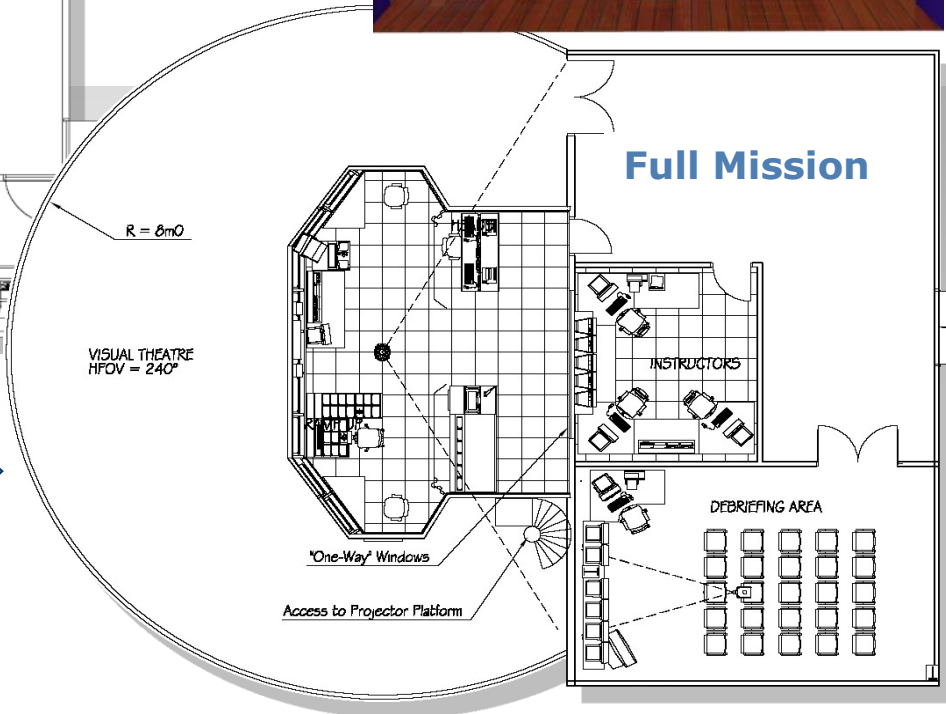 Full Mission
R = 8m0
VISUAL THEATRE
HFOV = 240°
INSTRUCTORS
DEBRIEFING AREA
"One-Way" Windows
Access to Projector Platform